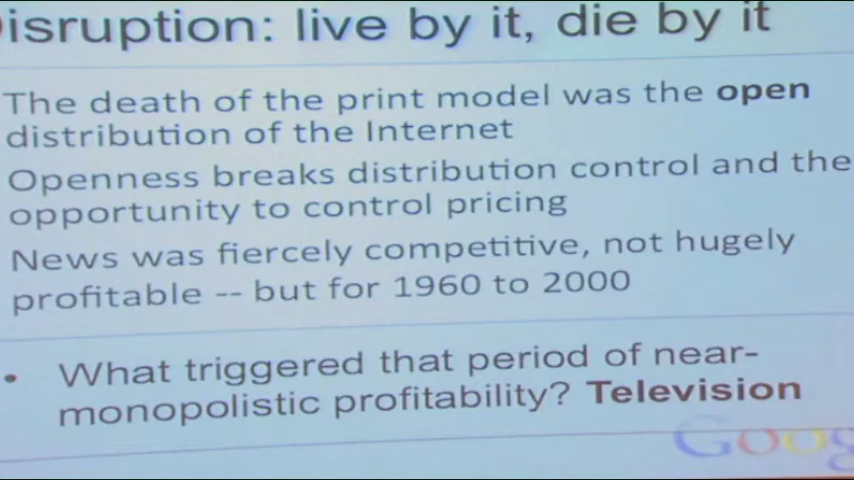 isruption: live by it, die by it
The death of the print model was the open
distribution of the Internet
Openness breaks distribution control and the
opportunity to control pricing
News was fiercely competitive, not hugely
profitable -- but for 1960 to 2000
• What triggered that period of near-
monopolistic profitability? Television
Goog